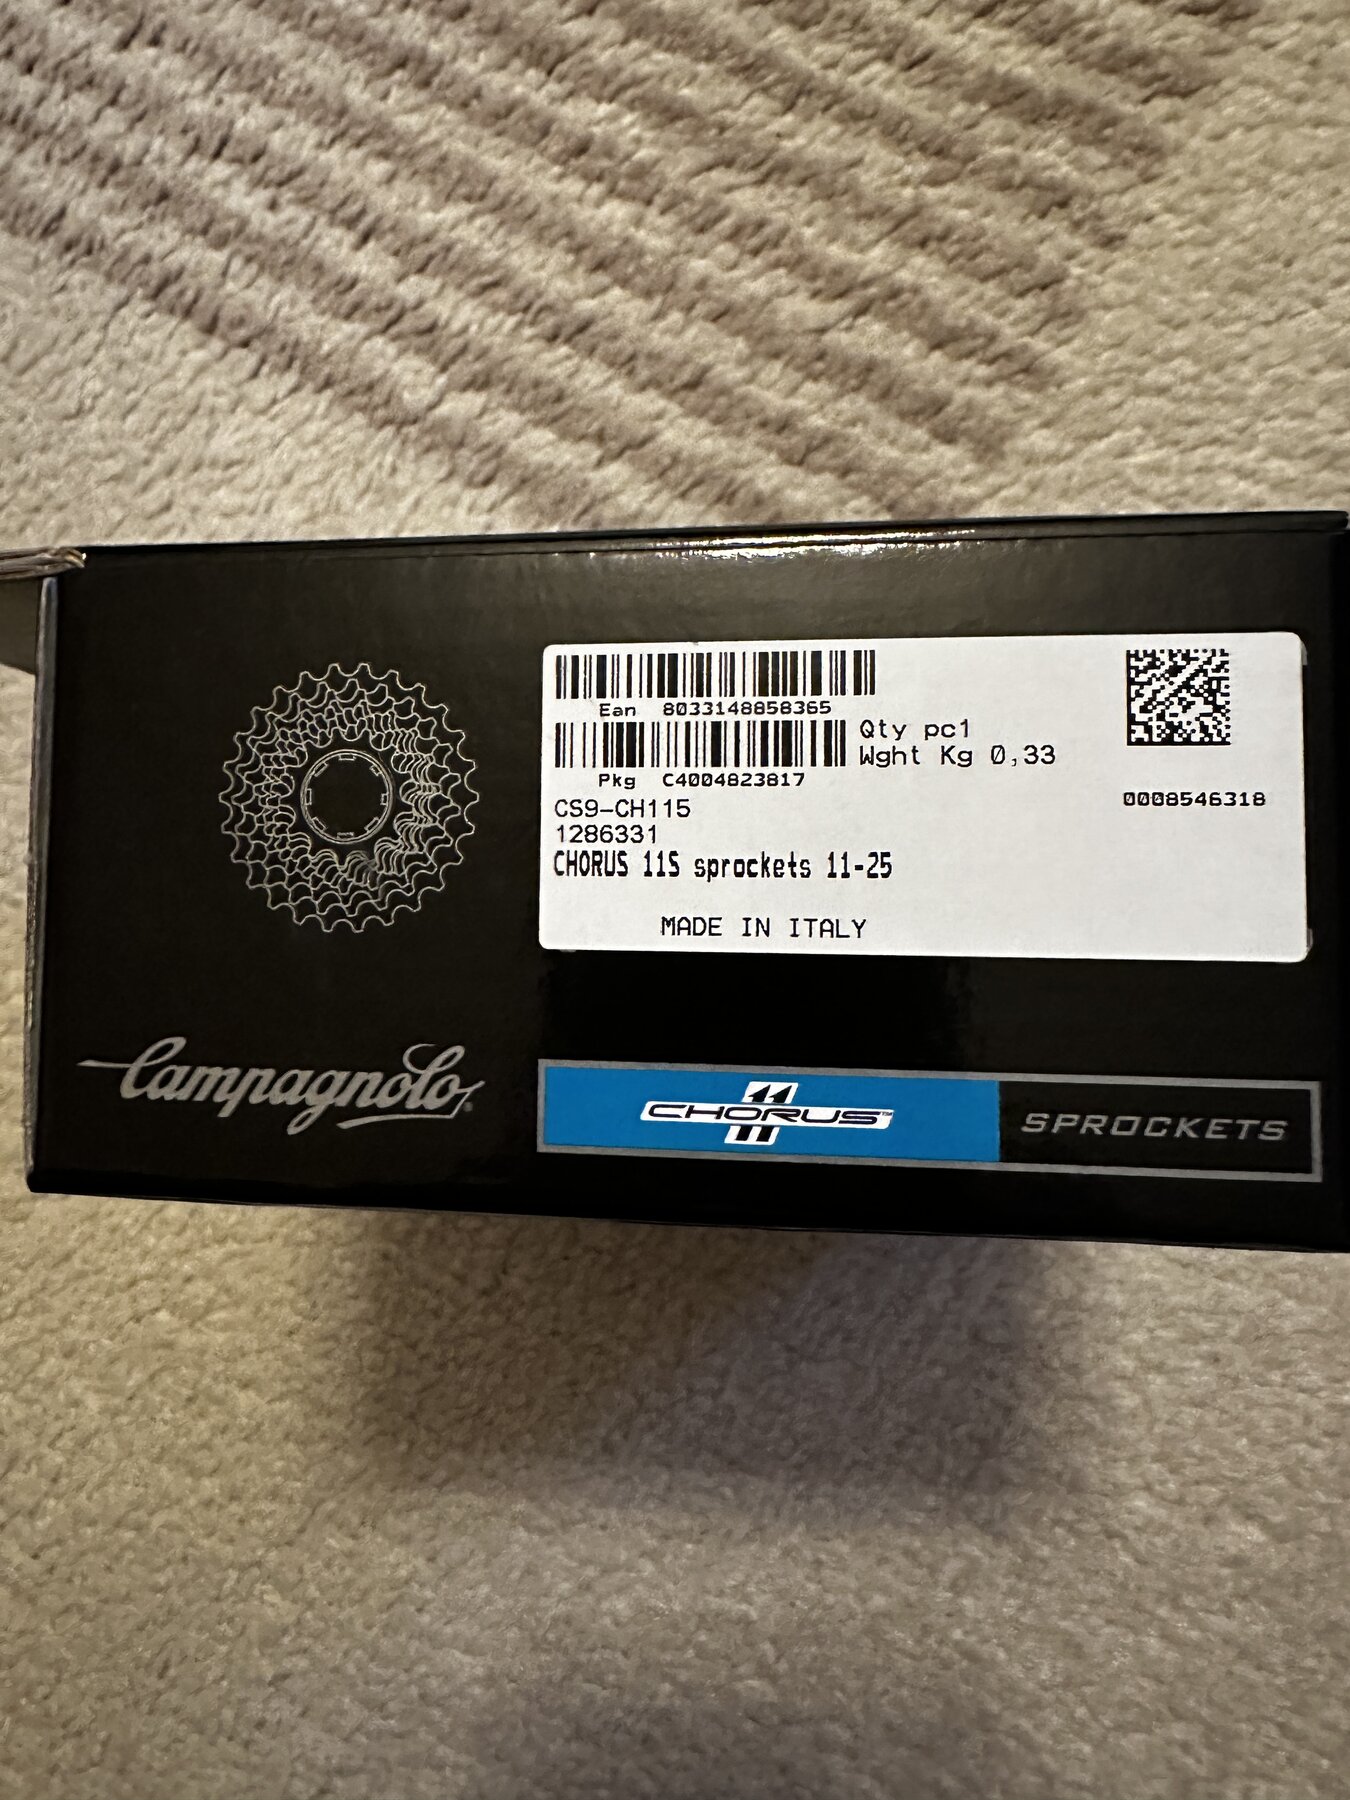 Ean 8033148858365
Qty pc1
Wght Kg 0,33
Pkg C4004823817
0008546318
CS9-CH115
1286331
CHORUS 11S sprockets 11-25
MADE IN ITALY
Campagnolo®
11
CHORUS™
11
SPROCKETS